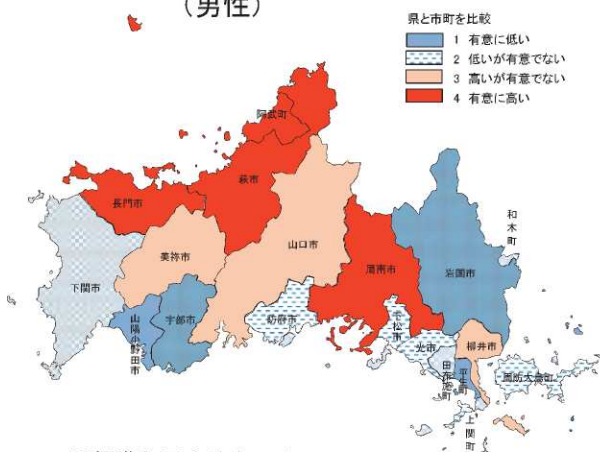 (男性)
県と市町を比較
1 有意に低い
2 低いが有意でない
3 高いが有意でない
4 有意に高い
阿武町
萩市
長門市
美祢市
山口市
下関市
山陽小野田市
宇部市
防府市
周南市
下松市
光市
岩国市
和木町
柳井市
田布施町
平生町
周防大島町
上関町